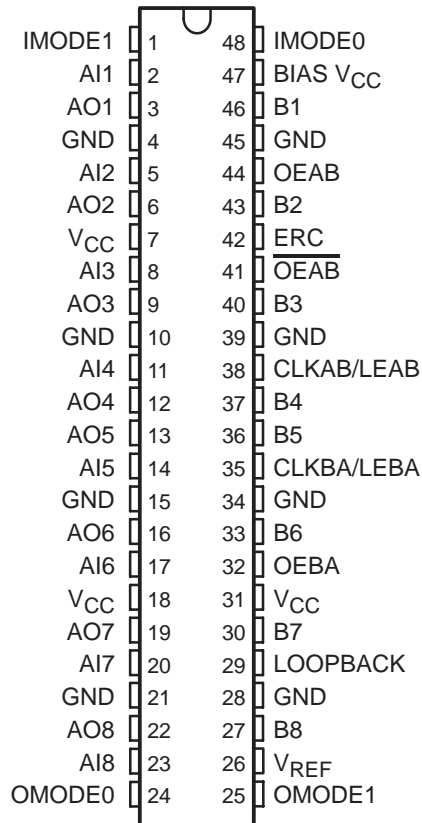 IMODE1 1 48 IMODE0
AI1 2 47 BIAS VCC
AO1 3 46 B1
GND 4 45 GND
AI2 5 44 OEAB
AO2 6 43 B2
VCC 7 42 ERC
AI3 8 41 O̅E̅A̅B̅
AO3 9 40 B3
GND 10 39 GND
AI4 11 38 CLKAB/LEAB
AO4 12 37 B4
AO5 13 36 B5
AI5 14 35 CLKBA/LEBA
GND 15 34 GND
AO6 16 33 B6
AI6 17 32 OEBA
VCC 18 31 VCC
AO7 19 30 B7
AI7 20 29 LOOPBACK
GND 21 28 GND
AO8 22 27 B8
AI8 23 26 VREF
OMODE0 24 25 OMODE1